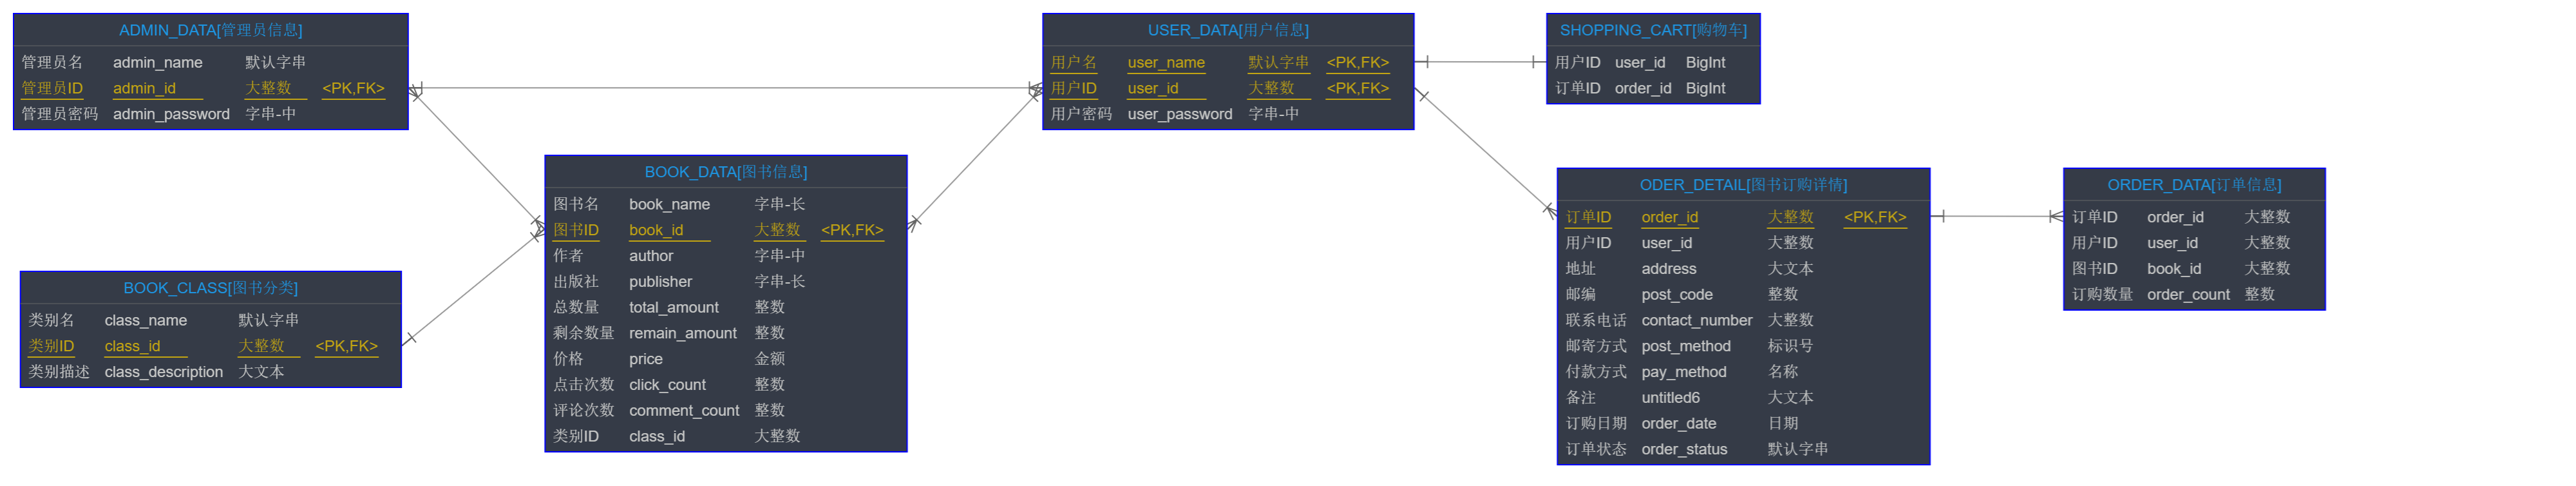 ADMIN_DATA[管理员信息]
管理员名 admin_name 默认字串
管理员ID admin_id 大整数 <PK,FK>
管理员密码 admin_password 字串-中
BOOK_CLASS[图书分类]
类别名 class_name 默认字串
类别ID class_id 大整数 <PK,FK>
类别描述 class_description 大文本
BOOK_DATA[图书信息]
图书名 book_name 字串-长
图书ID book_id 大整数 <PK,FK>
作者 author 字串-中
出版社 publisher 字串-长
总数量 total_amount 整数
剩余数量 remain_amount 整数
价格 price 金额
点击次数 click_count 整数
评论次数 comment_count 整数
类别ID class_id 大整数
USER_DATA[用户信息]
用户名 user_name 默认字串 <PK,FK>
用户ID user_id 大整数 <PK,FK>
用户密码 user_password 字串-中
SHOPPING_CART[购物车]
用户ID user_id BigInt
订单ID order_id BigInt
ODER_DETAIL[图书订购详情]
订单ID order_id 大整数 <PK,FK>
用户ID user_id 大整数
地址 address 大文本
邮编 post_code 整数
联系电话 contact_number 大整数
邮寄方式 post_method 标识号
付款方式 pay_method 名称
备注 untitled6 大文本
订购日期 order_date 日期
订单状态 order_status 默认字串
ORDER_DATA[订单信息]
订单ID order_id 大整数
用户ID user_id 大整数
图书ID book_id 大整数
订购数量 order_count 整数